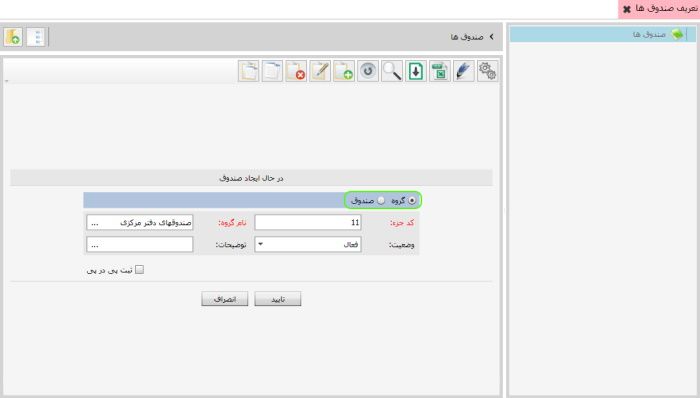 تعریف صندوق ها
صندوق ها
صندوق ها
در حال ایجاد صندوق
گروه صندوق
کد جزء: 11 نام گروه: صندوقهای دفتر مرکزی ...
وضعیت: فعال توضیحات: ...
ثبت پی در پی
تایید انصراف